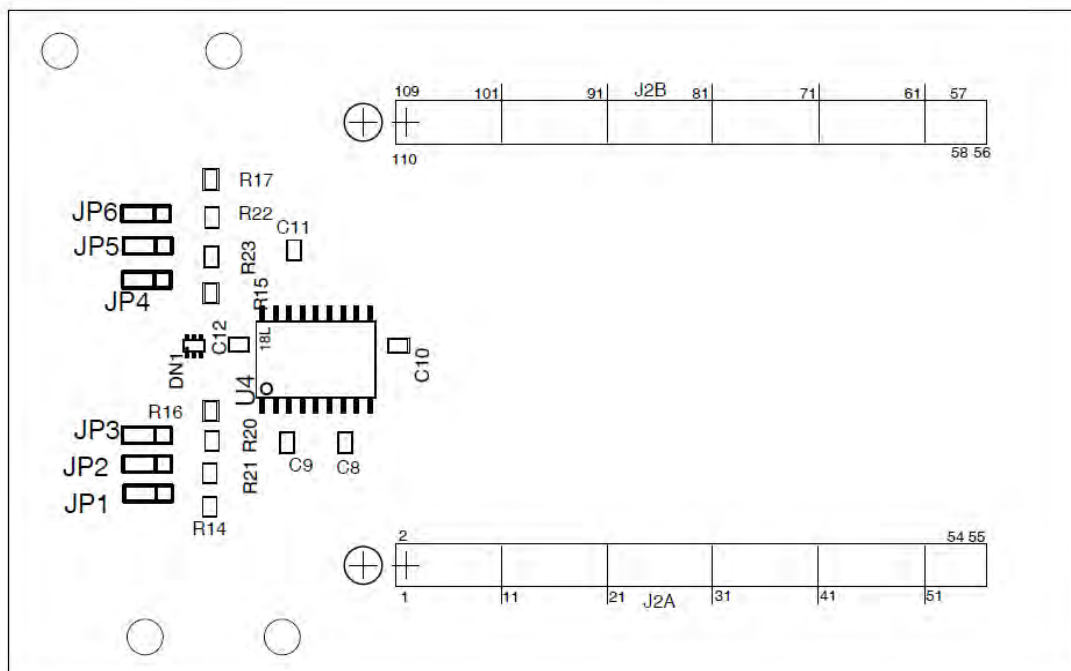 109 101 91 J2B 81 71 61 57
110 58 56
R17
JP6 R22
C11
JP5 R23
JP4 R15
18L
C12
DN1 C10
U4
R16
JP3 R20
JP2 R21 C9 C8
JP1
R14
2 54 55
1 11 21 J2A 31 41 51